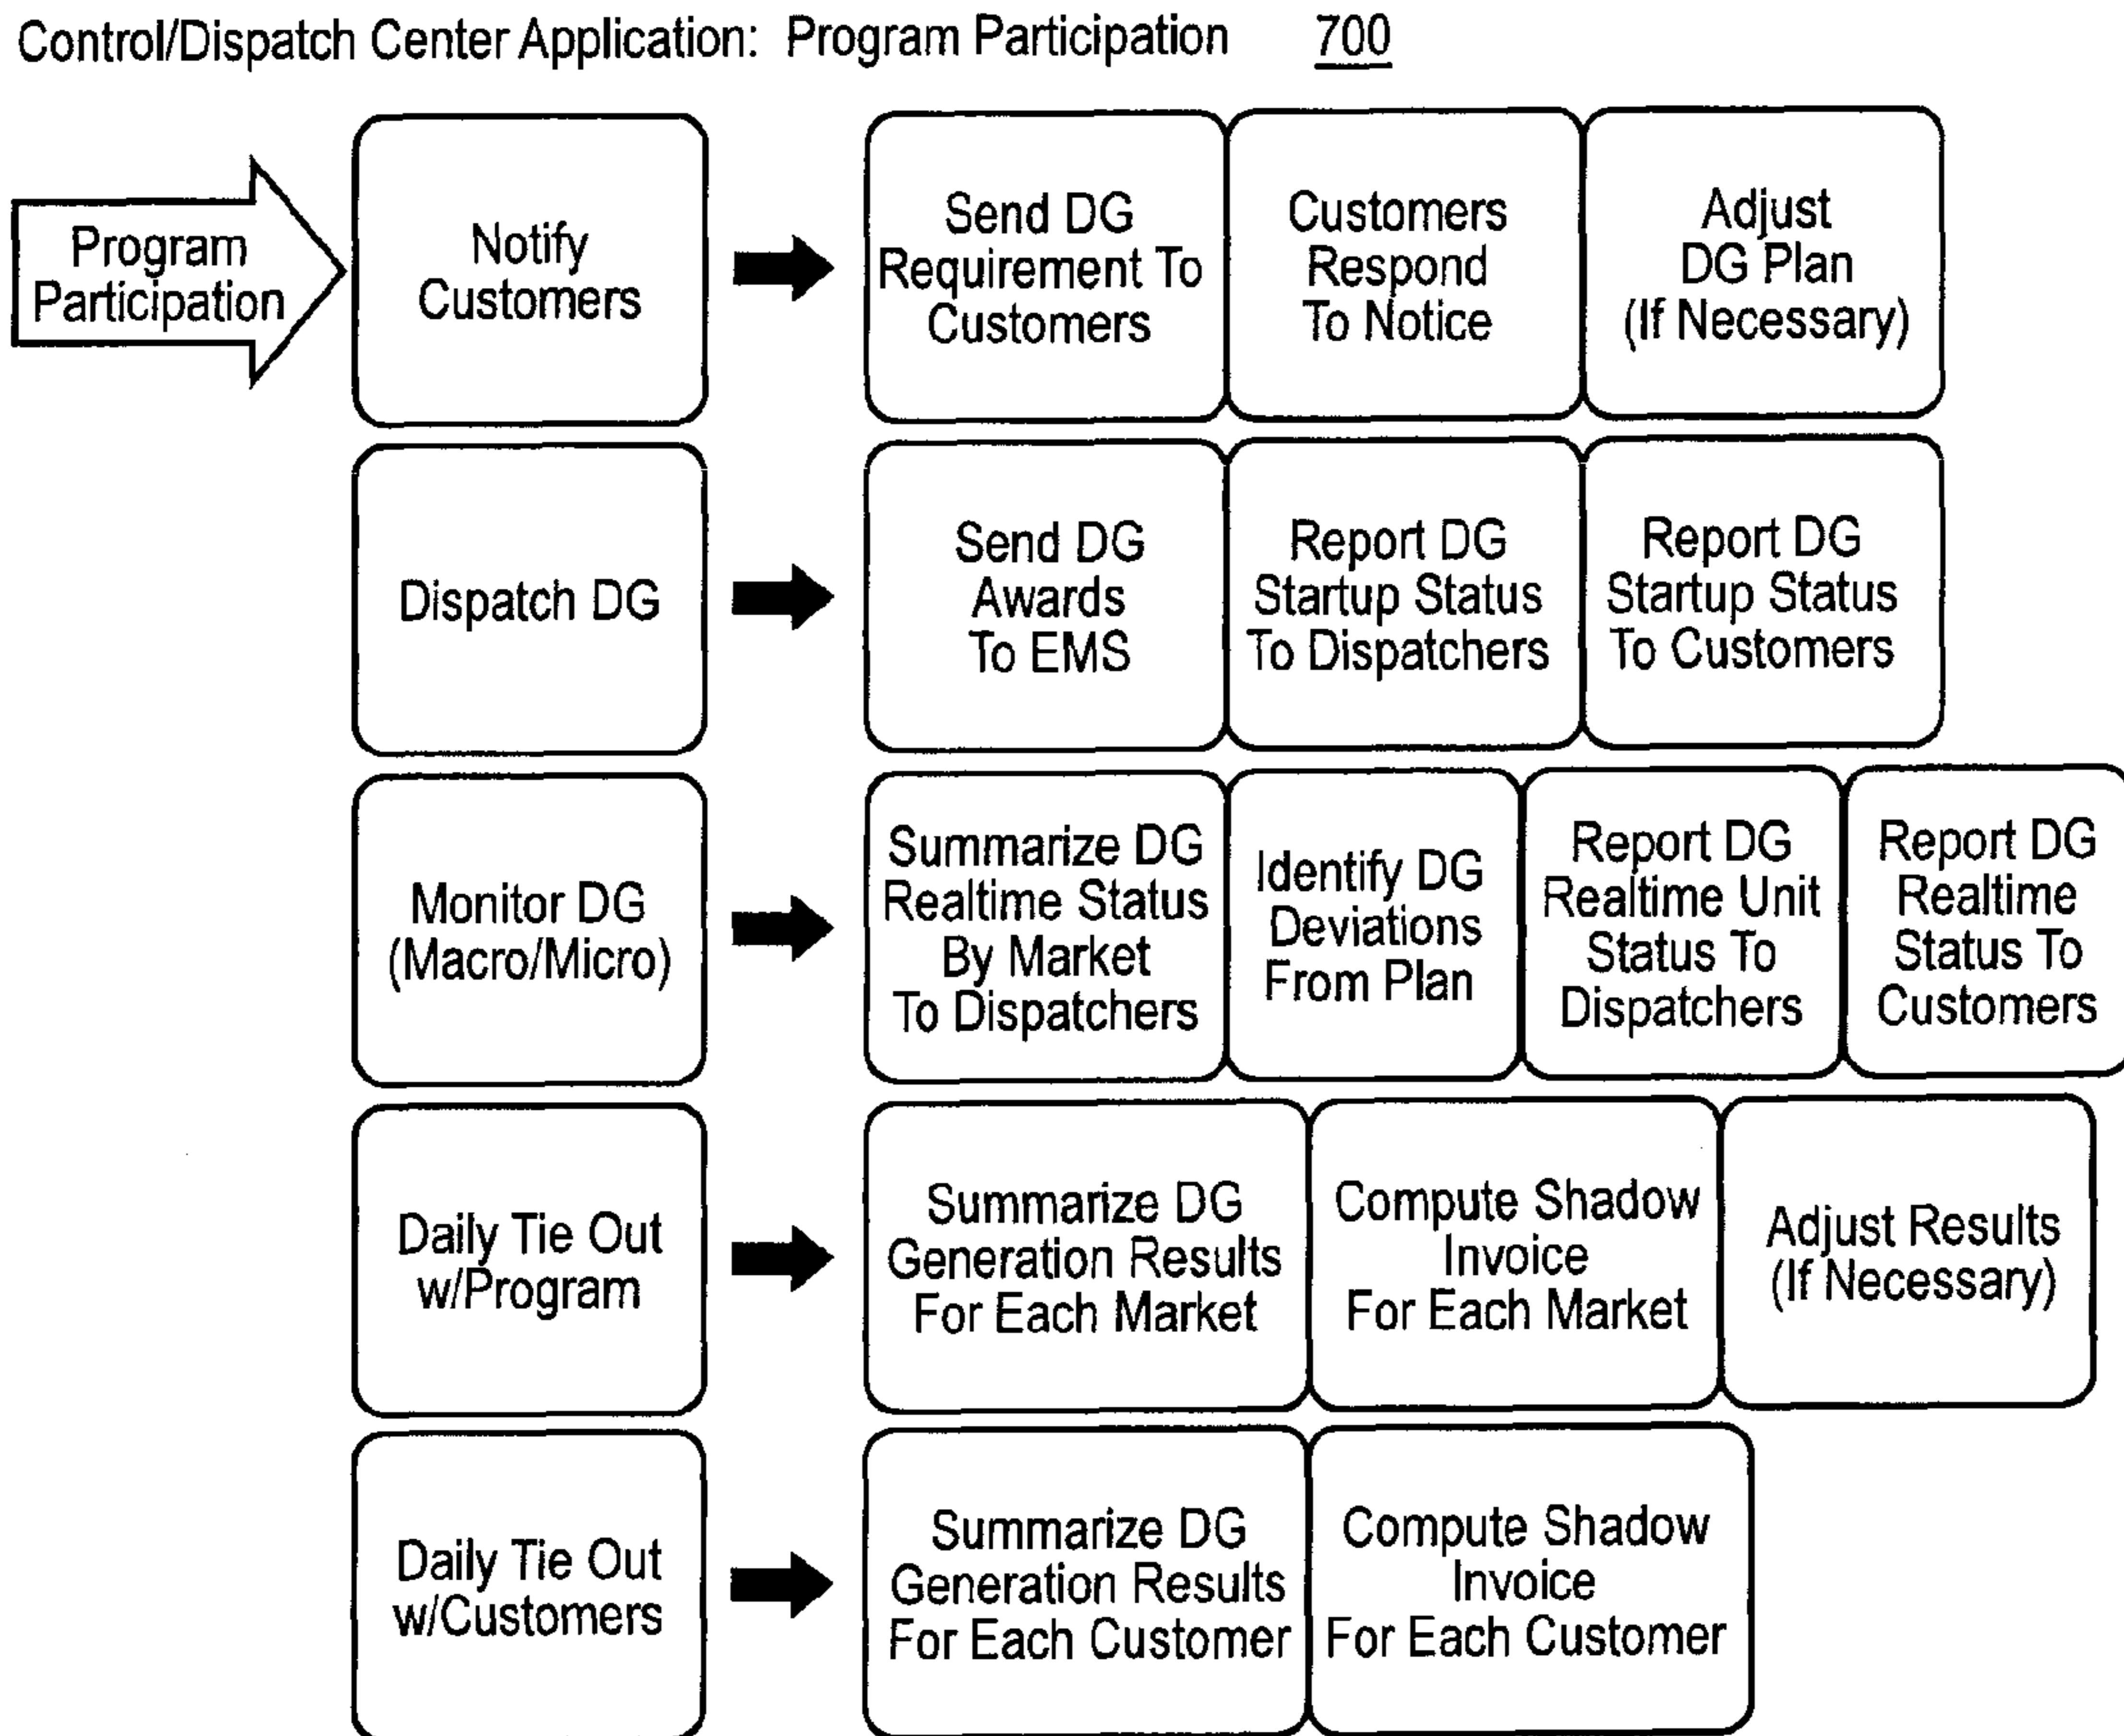 Control/Dispatch Center Application: Program Participation 700
Program
Participation
Notify
Customers
Send DG
Requirement To
Customers
Customers
Respond
To Notice
Adjust
DG Plan
(If Necessary)
Dispatch DG
Send DG
Awards
To EMS
Report DG
Startup Status
To Dispatchers
Report DG
Startup Status
To Customers
Monitor DG
(Macro/Micro)
Summarize DG
Realtime Status
By Market
To Dispatchers
Identify DG
Deviations
From Plan
Report DG
Realtime Unit
Status To
Dispatchers
Report DG
Realtime
Status To
Customers
Daily Tie Out
w/Program
Summarize DG
Generation Results
For Each Market
Compute Shadow
Invoice
For Each Market
Adjust Results
(If Necessary)
Daily Tie Out
w/Customers
Summarize DG
Generation Results
For Each Customer
Compute Shadow
Invoice
For Each Customer